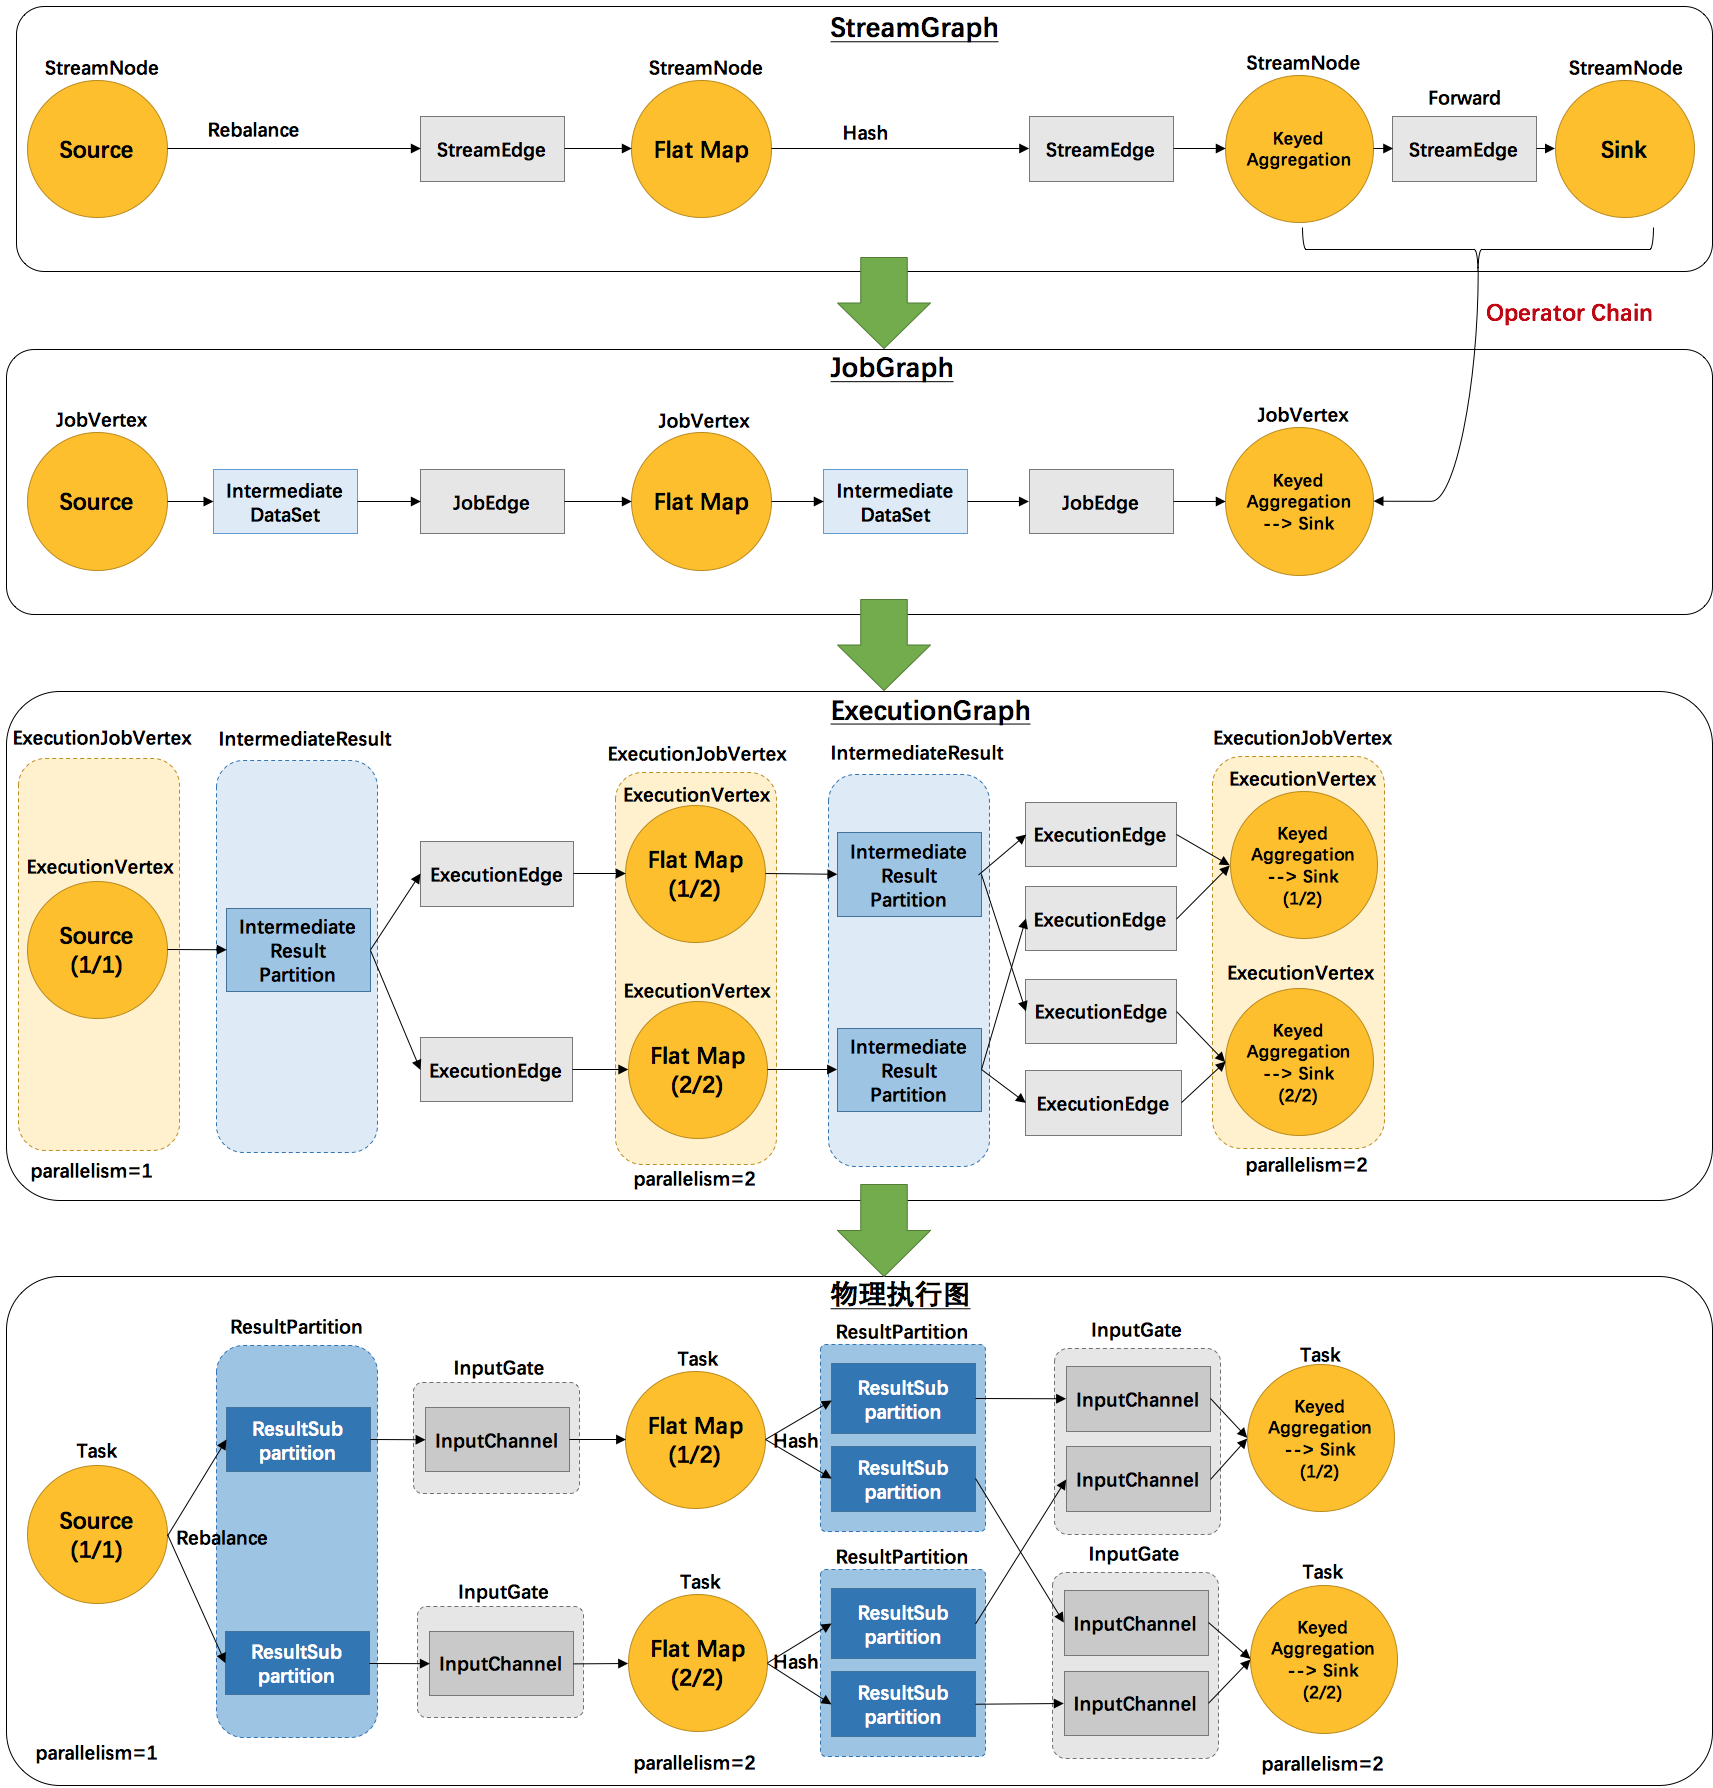 StreamGraph
StreamNode
StreamNode
StreamNode
StreamNode
Source
Rebalance
StreamEdge
Flat Map
Hash
StreamEdge
Keyed
Aggregation
Forward
StreamEdge
Sink
Operator Chain
JobGraph
JobVertex
JobVertex
JobVertex
Source
Intermediate
DataSet
JobEdge
Flat Map
Intermediate
DataSet
JobEdge
Keyed
Aggregation
--> Sink
ExecutionGraph
ExecutionJobVertex
IntermediateResult
ExecutionJobVertex
IntermediateResult
ExecutionJobVertex
ExecutionVertex
Source
(1/1)
Intermediate
Result
Partition
ExecutionEdge
ExecutionEdge
ExecutionVertex
Flat Map
(1/2)
ExecutionVertex
Flat Map
(2/2)
Intermediate
Result
Partition
Intermediate
Result
Partition
ExecutionEdge
ExecutionEdge
ExecutionEdge
ExecutionEdge
ExecutionVertex
Keyed
Aggregation
--> Sink
(1/2)
ExecutionVertex
Keyed
Aggregation
--> Sink
(2/2)
parallelism=1
parallelism=2
parallelism=2
物理执行图
Task
Source
(1/1)
Rebalance
ResultPartition
ResultSub
partition
ResultSub
partition
InputGate
InputChannel
InputGate
InputChannel
Task
Flat Map
(1/2)
Hash
Task
Flat Map
(2/2)
Hash
ResultPartition
ResultSub
partition
ResultSub
partition
ResultPartition
ResultSub
partition
ResultSub
partition
InputGate
InputChannel
InputChannel
InputGate
InputChannel
InputChannel
Task
Keyed
Aggregation
--> Sink
(1/2)
Task
Keyed
Aggregation
--> Sink
(2/2)
parallelism=1
parallelism=2
parallelism=2